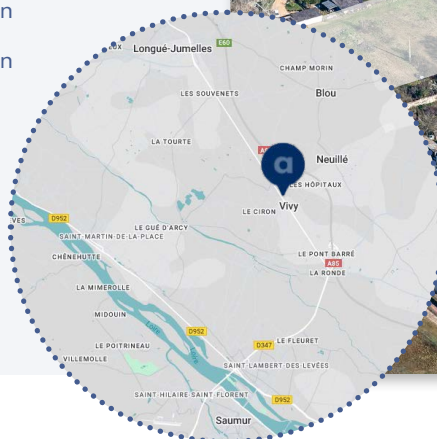 n
n
Longué-Jumelles
E60
CHAMP MORIN
Blou
LES SOUVENETS
LA TOURTE
a
Neuillé
LES HÔPITAUX
LE CIRON
Vivy
D952
LE GUÉ D'ARCY
SAINT-MARTIN-DE-LA-PLACE
CHÊNEHUTTE
LE PONT BARRÉ
A85
LA RONDE
LA MIMEROLLE
MIDOUIN
Loire
D952
LE POITRINEAU
D347
LE FLEURET
VILLEMOLLE
SAINT-LAMBERT-DES-LEVÉES
SAINT HILAIRE-SAINT-FLORENT
D952
Saumur